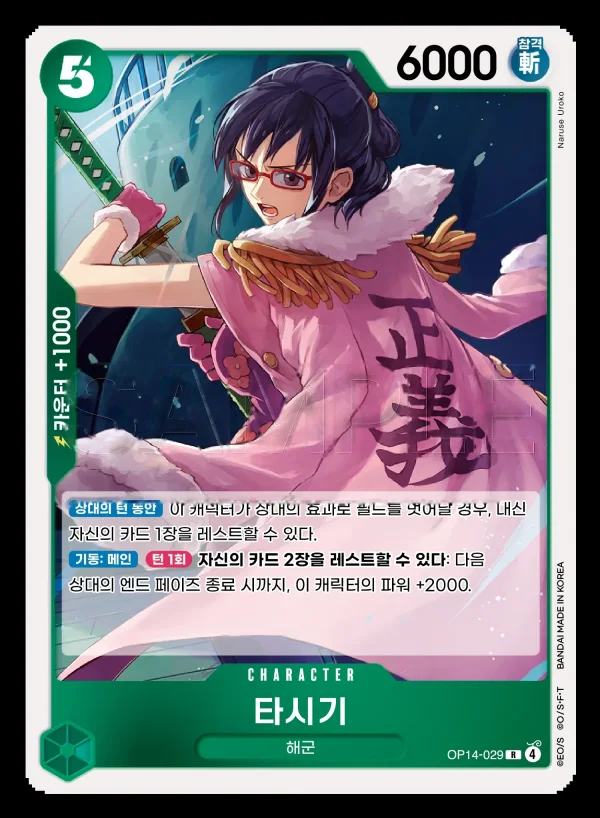 5
6000
참격
斬
Naruse Uroko
正義
카운터 +1000
SAMPLE
상대의 턴 동안 이 캐릭터가 상대의 효과로 필드를 벗어날 경우, 대신
자신의 카드 1장을 레스트할 수 있다.
기동: 메인 턴 1회 자신의 카드 2장을 레스트할 수 있다: 다음
상대의 엔드 페이즈 종료 시까지, 이 캐릭터의 파워 +2000.
CHARACTER
타시기
해군
OP14-029 R 4
©EO/S ©O/S·F·T BANDAI MADE IN KOREA